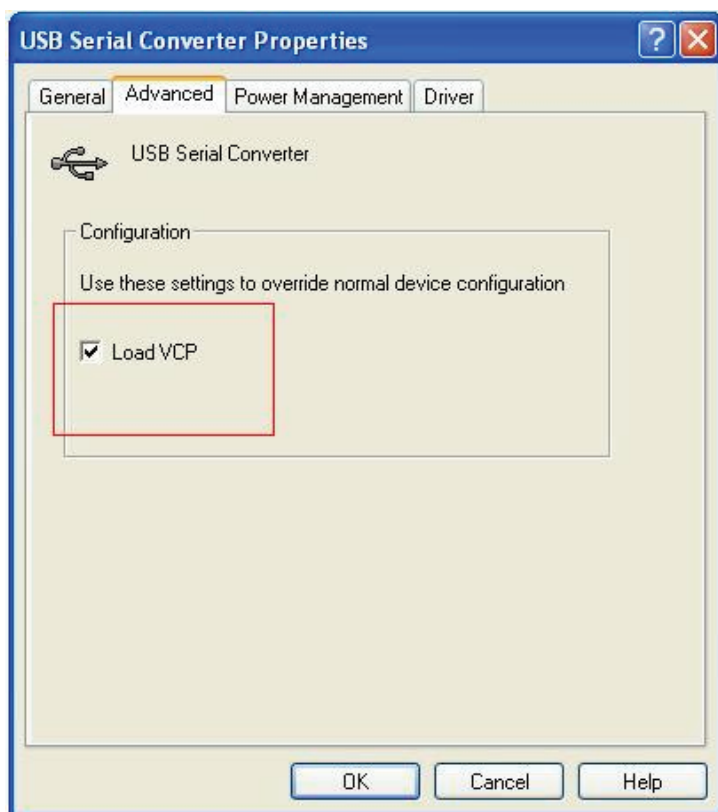 USB Serial Converter Properties
General Advanced Power Management Driver
USB Serial Converter
Configuration
Use these settings to override normal device configuration
Load VCP
OK Cancel Help